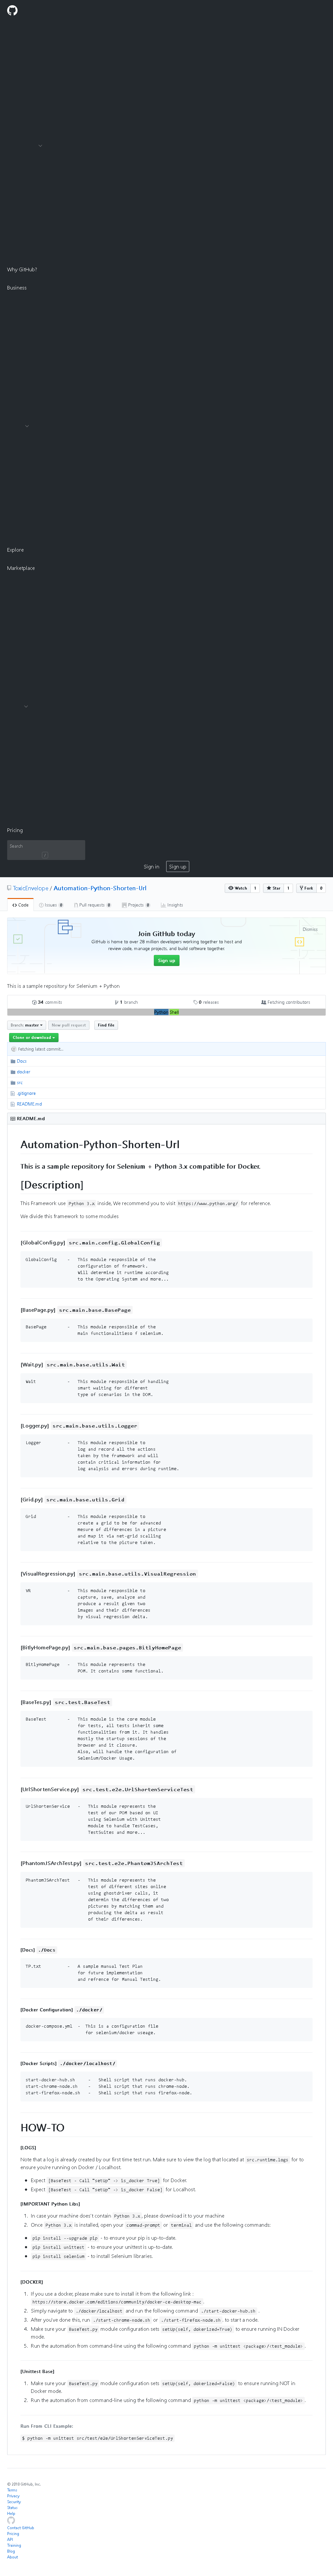 Why GitHub?
Business
Explore
Marketplace
Pricing
Search
Sign in Sign up
ToxicEnvelope / Automation-Python-Shorten-Url
Watch 1 Star 1 Fork 0
Code Issues 0 Pull requests 0 Projects 0 Insights
Dismiss
Join GitHub today
GitHub is home to over 28 million developers working together to host and
review code, manage projects, and build software together.
Sign up
This is a sample repository for Selenium + Python
34 commits 1 branch 0 releases Fetching contributors
Python Shell
Branch: master View pull request Find file
Clone or download
Fetching latest commit…
Docs
docker
src
.gitignore
README.md
README.md
Automation-Python-Shorten-Url
This is a sample repository for Selenium + Python 3.x compatible for Docker.
[Description]
This Framework use Python 3.x inside, We recommend you to visit https://www.python.org/ for reference.
We divide this framework to some modules
[GlobalConfig.py] src.main.config.GlobalConfig
GlobalConfig - This module responsible of the
configuration of framework.
Will determine it runtime according
to the Operating System and more...
[BasePage.py] src.main.base.BasePage
BasePage - This module responsible of the
main functionalitiess f selenium.
[Wait.py] src.main.base.utils.Wait
Wait - This module responsible of handling
smart waiting for different
type of scenarios in the DOM.
[Logger.py] src.main.base.utils.Logger
Logger - This module responsible to
log and record all the actions
taken by the framework and will
contain critical information for
log analysis and errors during runtime.
[Grid.py] src.main.base.utils.Grid
Grid - This module responsible to
create a grid to be for advanced
measure of differences in a picture
and map it via net-grid scalling
relative to the picture taken.
[VisualRegression.py] src.main.base.utils.VisualRegression
VR - This module responsible to
capture, save, analyze and
produce a result given two
images and their differences
by visual regression delta.
[BitlyHomePage.py] src.main.base.pages.BitlyHomePage
BitlyHomePage - This module represents the
POM. It contains some functional.
[BaseTes.py] src.test.BaseTest
BaseTest - This module is the core module
for tests, all tests inherit some
functionalities from it. It handles
mostly the startup sessions of the
browser and it closure.
Also, will handle the configuration of
Selenium/Docker Usage.
[UrlShortenService.py] src.test.e2e.UrlShortenServiceTest
UrlShortenService - This module represents the
test of our POM based on UI
using Selenium with Unittest
module to handle TestCases,
TestSuites and more...
[PhantomJSArchTest.py] src.test.e2e.PhantomJSArchTest
PhantomJSArchTest - This module represents the
test of different sites online
using ghostdriver calls, it
determin the differences of two
pictures by matching them and
producing the delta as result
of their differences.
[Docs] ./Docs
TP.txt - A sample manual Test Plan
for future implementation
and refrence for Manual Testing.
[Docker Configuration] ./docker/
docker-compose.yml - This is a configuration file
for selenium/docker useage.
[Docker Scripts] ./docker/localhost/
start-docker-hub.sh - Shell script that runs docker-hub.
start-chrome-node.sh - Shell script that runs chrome-node.
start-firefox-node.sh - Shell script that runs firefox-node.
HOW-TO
[LOGS]
Note that a log is already created by our first time test run. Make sure to view the log that located at src.runtime.logs for to
ensure you're running on Docker / Localhost.
Expect [BaseTest - Call "setUp" -: is_docker True] for Docker.
Expect [BaseTest - Call "setUp" -: is_docker False] for Localhost.
[IMPORTANT Python Libs]
1. In case your machine doesn't contain Python 3.x, please download it to your machine.
2. Once Python 3.x is installed, open your command-prompt or terminal and use the following commands:
pip install --upgrade pip - to ensure your pip is up-to-date.
pip install unittest - to ensure your unittest is up-to-date.
pip install selenium - to install Selenium libraries.
[DOCKER]
1. If you use a docker, please make sure to install it from the following link :
https://store.docker.com/editions/community/docker-ce-desktop-mac .
2. Simply navigate to ./docker/localhost and run the following command ./start-docker-hub.sh .
3. After you've done this, run ./start-chrome-node.sh or ./start-firefox-node.sh to start a node.
4. Make sure your BaseTest.py module configuration sets setUp(self, dokerized=True) to ensure running IN Docker
mode.
5. Run the automation from command-line using the following command python -m unittest <package>/<test_module> .
[Unittest Base]
1. Make sure your BaseTest.py module configuration sets setUp(self, dokerized=False) to ensure running NOT in
Docker mode.
2. Run the automation from command-line using the following command python -m unittest <package>/<test_module> .
Run From CLI Example:
$ python -m unittest src/test/e2e/UrlShortenServiceTest.py
© 2018 GitHub, Inc.
Terms
Privacy
Security
Status
Help
Contact GitHub
Pricing
API
Training
Blog
About